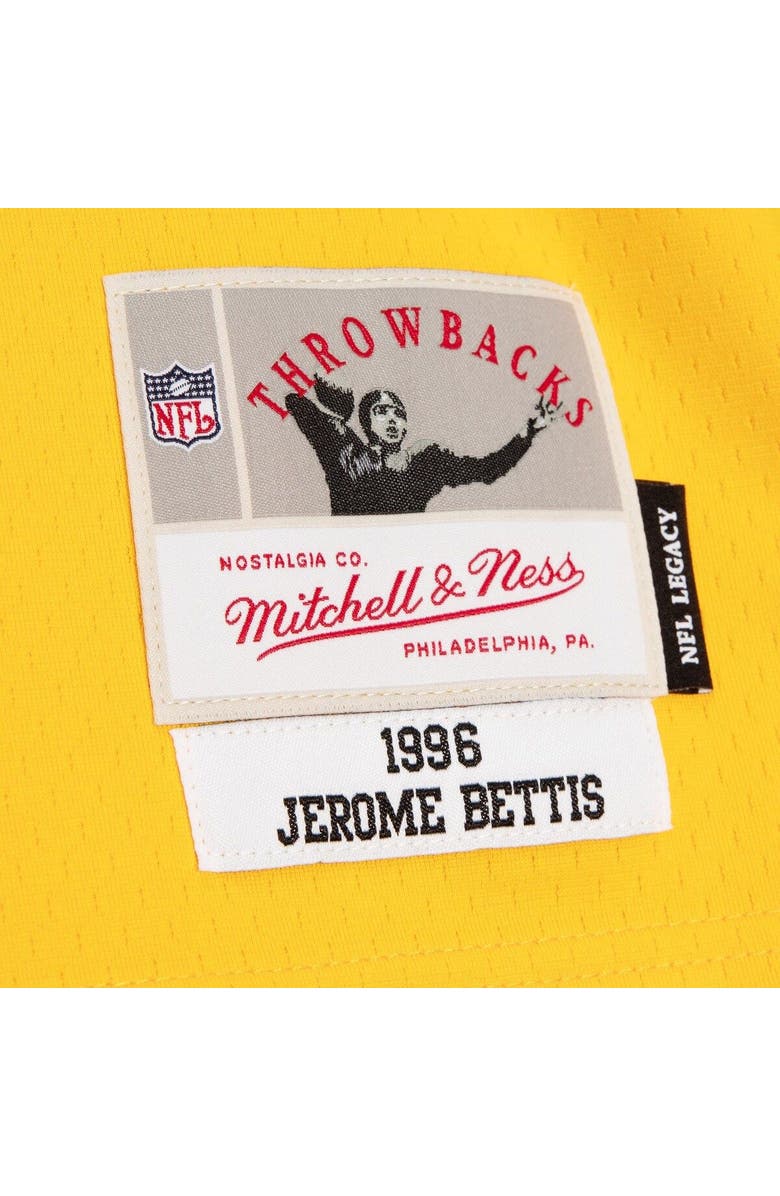 THROWBACKS
NFL
NOSTALGIA CO.
Mitchell & Ness
PHILADELPHIA, PA.
NFL LEGACY
1996
JEROME BETTIS